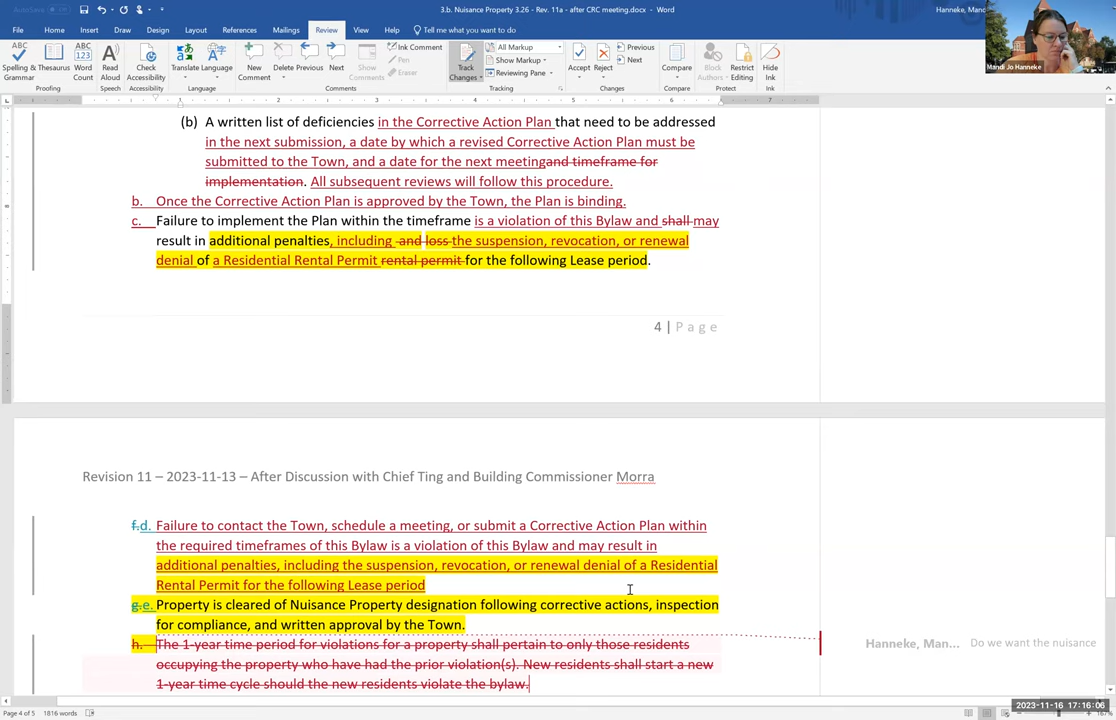 AutoSave
3.b. Nuisance Property 3.26 - Rev. 11a - after CRC meeting.docx - Word
Hanneke, Mand
File Home Insert Draw Design Layout References Mailings Review View Help Tell me what you want to do
Spelling & Grammar
Thesaurus
Word Count
Read Aloud
Check Accessibility
Translate
Language
New Comment
Delete
Previous
Next
Show Comments
Ink Comment
Pen
Eraser
Track Changes
All Markup
Show Markup
Reviewing Pane
Accept
Reject
Previous
Next
Compare
Block Authors
Restrict Editing
Hide Ink
Proofing Speech Accessibility Language Comments Tracking Changes Compare Protect Ink
Mandi Jo Hanneke
(b) A written list of deficiencies in the Corrective Action Plan that need to be addressed
in the next submission, a date by which a revised Corrective Action Plan must be
submitted to the Town, and a date for the next meetingand timeframe for
implementation. All subsequent reviews will follow this procedure.
b. Once the Corrective Action Plan is approved by the Town, the Plan is binding.
c. Failure to implement the Plan within the timeframe is a violation of this Bylaw and shall may
result in additional penalties, including and loss the suspension, revocation, or renewal
denial of a Residential Rental Permit rental permit for the following Lease period.
4 | Page
Revision 11 – 2023-11-13 – After Discussion with Chief Ting and Building Commissioner Morra
f.d. Failure to contact the Town, schedule a meeting, or submit a Corrective Action Plan within
the required timeframes of this Bylaw is a violation of this Bylaw and may result in
additional penalties, including the suspension, revocation, or renewal denial of a Residential
Rental Permit for the following Lease period
g.e. Property is cleared of Nuisance Property designation following corrective actions, inspection
for compliance, and written approval by the Town.
h. The 1-year time period for violations for a property shall pertain to only those residents
occupying the property who have had the prior violation(s). New residents shall start a new
1-year time cycle should the new residents violate the bylaw.
Hanneke, Man... Do we want the nuisance
Page 4 of 5 1816 words
2023-11-16 17:16:06